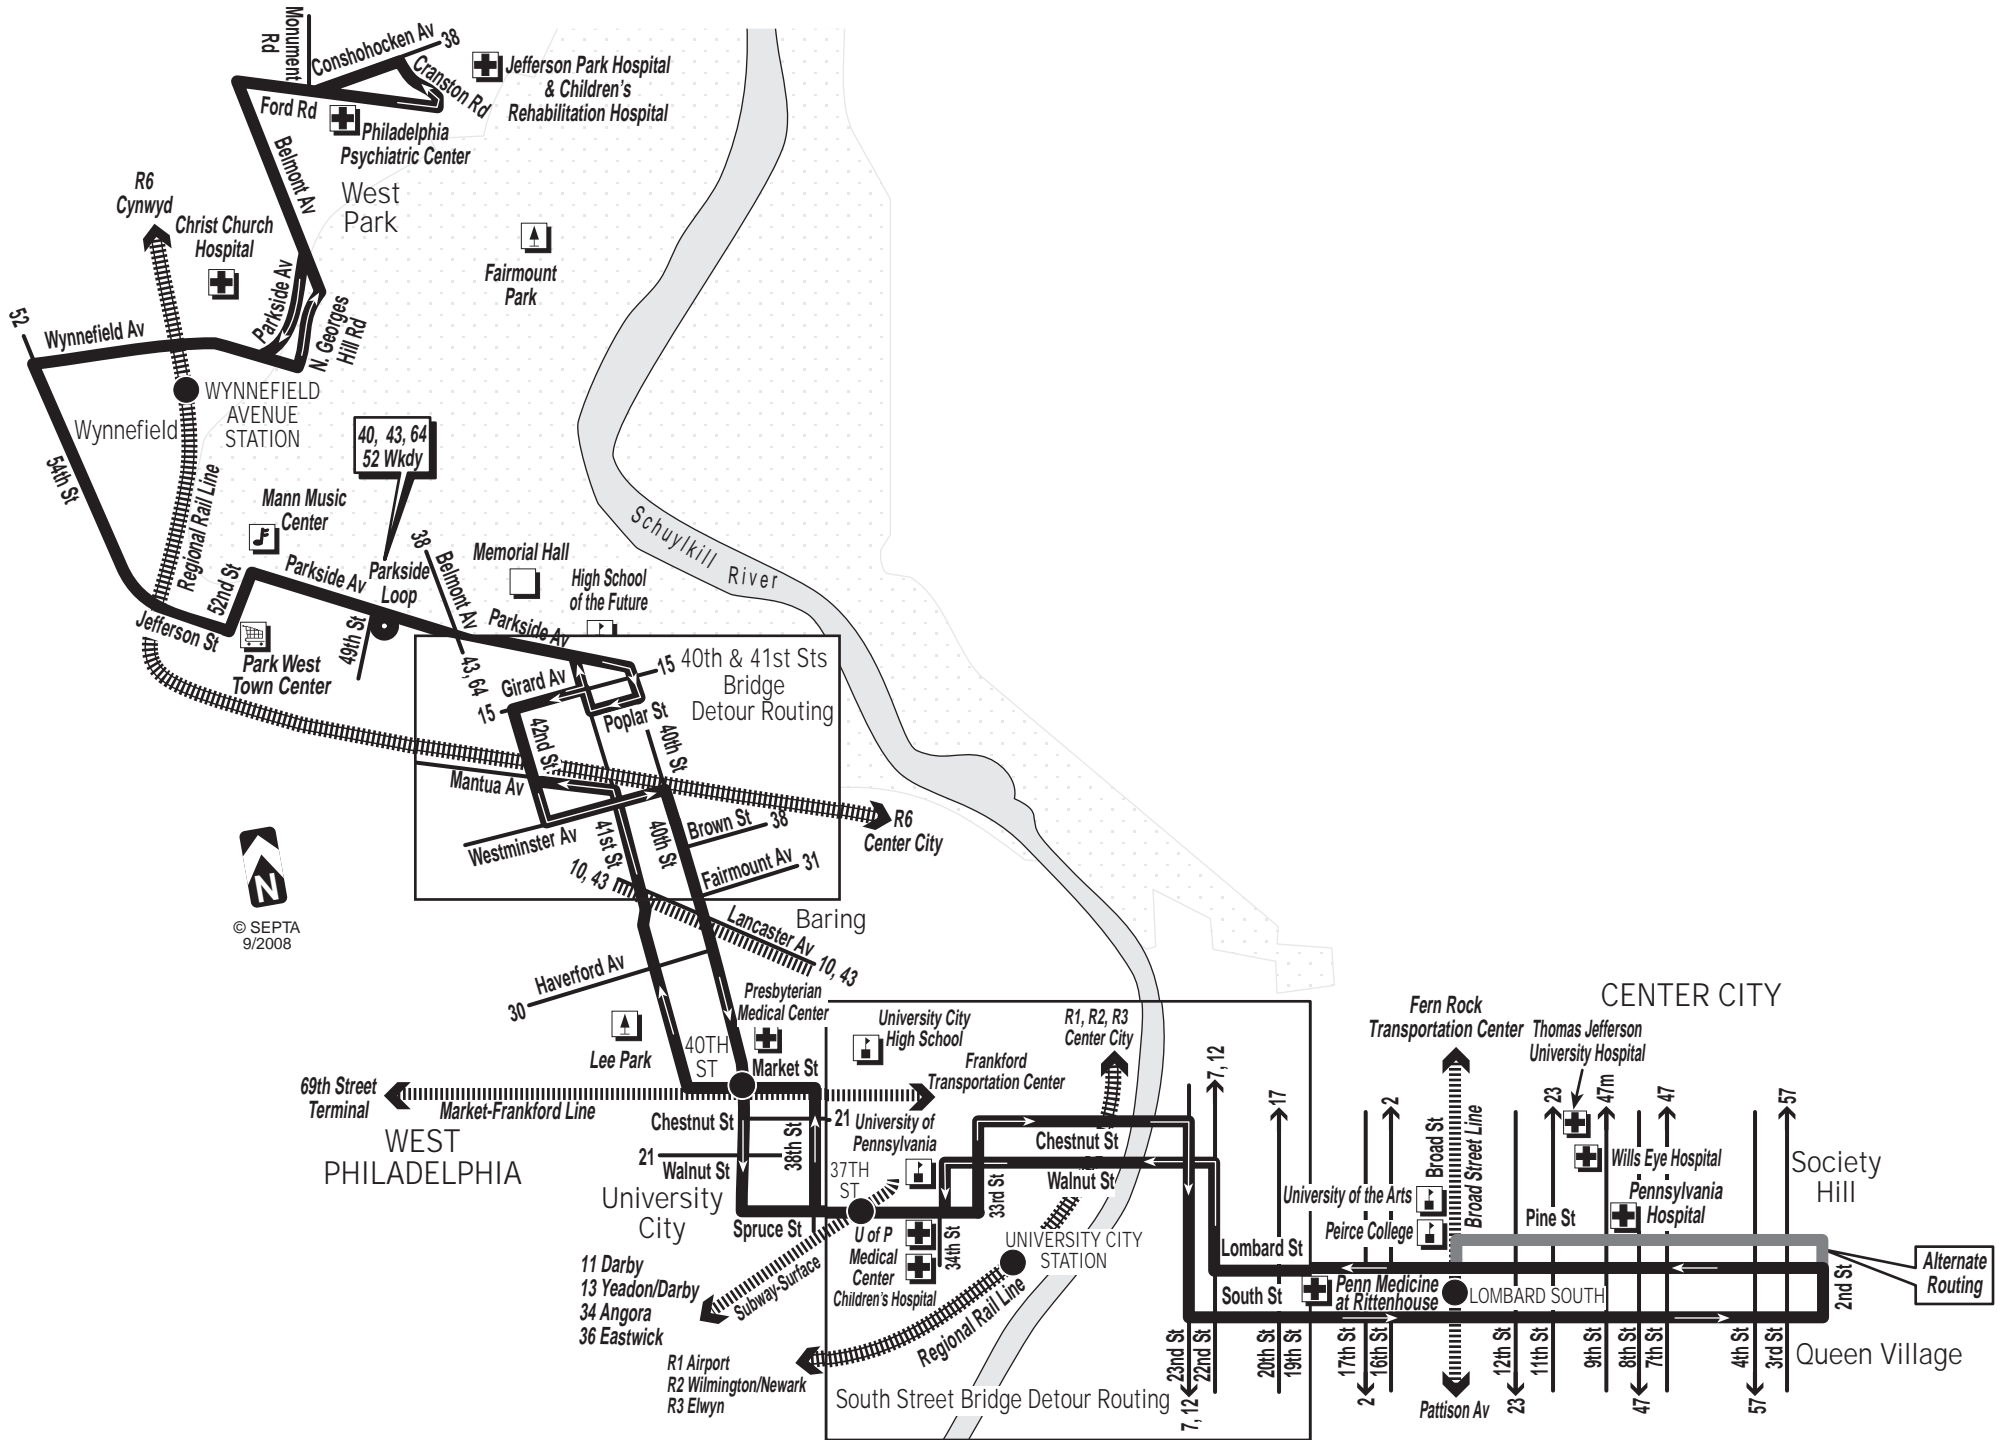 Monument
Rd
Conshohocken Av
38
Cranston Rd
Jefferson Park Hospital
& Children's
Rehabilitation Hospital
Ford Rd
Philadelphia
Psychiatric Center
Belmont Av
West
Park
R6
Cynwyd
Christ Church
Hospital
Fairmount
Park
Parkside Av
N. Georges
Hill Rd
52
Wynnefield Av
WYNNEFIELD
AVENUE
STATION
Wynnefield
40, 43, 64
52 Wkdy
54th St
Regional Rail Line
Mann Music
Center
Schuylkill River
38
Belmont Av
Memorial Hall
High School
of the Future
52nd St
Parkside Av
Parkside
Loop
Parkside Av
Jefferson St
49th St
Park West
Town Center
43, 64
Girard Av
15
15
40th & 41st Sts
Bridge
Detour Routing
Poplar St
42nd St
40th St
Mantua Av
Westminster Av
41st St
40th St
Brown St
38
R6
Center City
Fairmount Av
31
10, 43
N
© SEPTA
9/2008
Baring
Lancaster Av
10, 43
Haverford Av
30
Presbyterian
Medical Center
Lee Park
40TH
ST
Market St
University City
High School
R1, R2, R3
Center City
Frankford
Transportation Center
69th Street
Terminal
Market-Frankford Line
WEST
PHILADELPHIA
Chestnut St
21
21
Walnut St
38th St
University of
Pennsylvania
37TH
ST
University
City
Spruce St
U of P
Medical
Center
Children's Hospital
34th St
33rd St
Chestnut St
Walnut St
UNIVERSITY CITY
STATION
11 Darby
13 Yeadon/Darby
34 Angora
36 Eastwick
Subway-Surface
R1 Airport
R2 Wilmington/Newark
R3 Elwyn
Regional Rail Line
South Street Bridge Detour Routing
7, 12
17
2
Fern Rock
Transportation Center
CENTER CITY
Thomas Jefferson
University Hospital
23
47m
47
57
Broad St
Broad Street Line
Wills Eye Hospital
Society
Hill
University of the Arts
Peirce College
Pine St
Pennsylvania
Hospital
Lombard St
South St
Penn Medicine
at Rittenhouse
LOMBARD SOUTH
2nd St
Alternate
Routing
23nd St
22nd St
20th St
19th St
17th St
16th St
12th St
11th St
9th St
8th St
7th St
4th St
3rd St
Queen Village
7, 12
2
Pattison Av
23
47
57